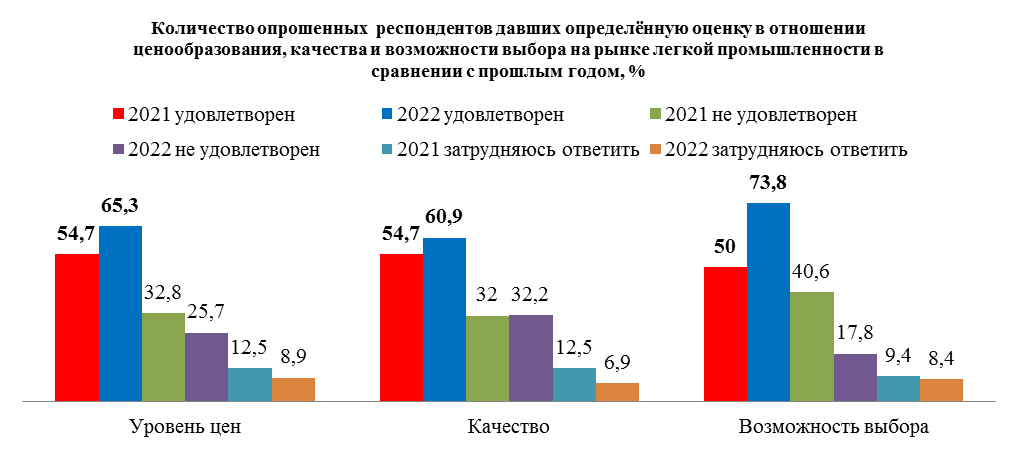 Количество опрошенных респондентов давших определённую оценку в отношении
ценообразования, качества и возможности выбора на рынке легкой промышленности в
сравнении с прошлым годом, %
2021 удовлетворен
2022 удовлетворен
2021 не удовлетворен
2022 не удовлетворен
2021 затрудняюсь ответить
2022 затрудняюсь ответить
54,7
65,3
32,8
25,7
12,5
8,9
54,7
60,9
32
32,2
12,5
6,9
50
73,8
40,6
17,8
9,4
8,4
Уровень цен
Качество
Возможность выбора